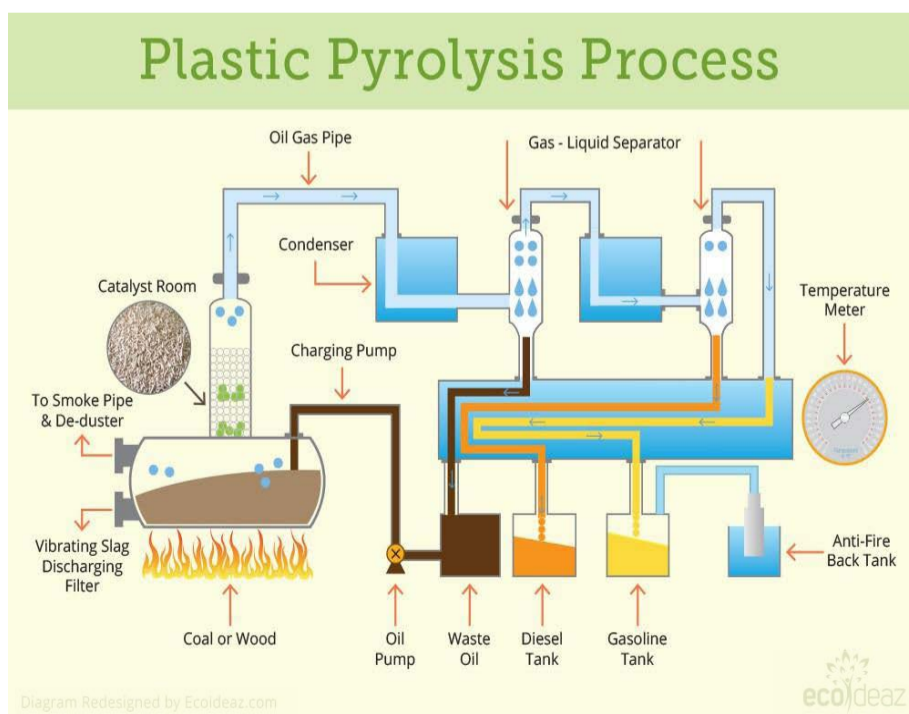 Plastic Pyrolysis Process
Oil Gas Pipe
Gas - Liquid Separator
Condenser
Catalyst Room
Temperature
Meter
Charging Pump
To Smoke Pipe
& De-duster
Vibrating Slag
Discharging
Filter
Anti-Fire
Back Tank
Coal or Wood
Oil
Pump
Waste
Oil
Diesel
Tank
Gasoline
Tank
Diagram Redesigned by Ecoideaz.com
ecoideaz